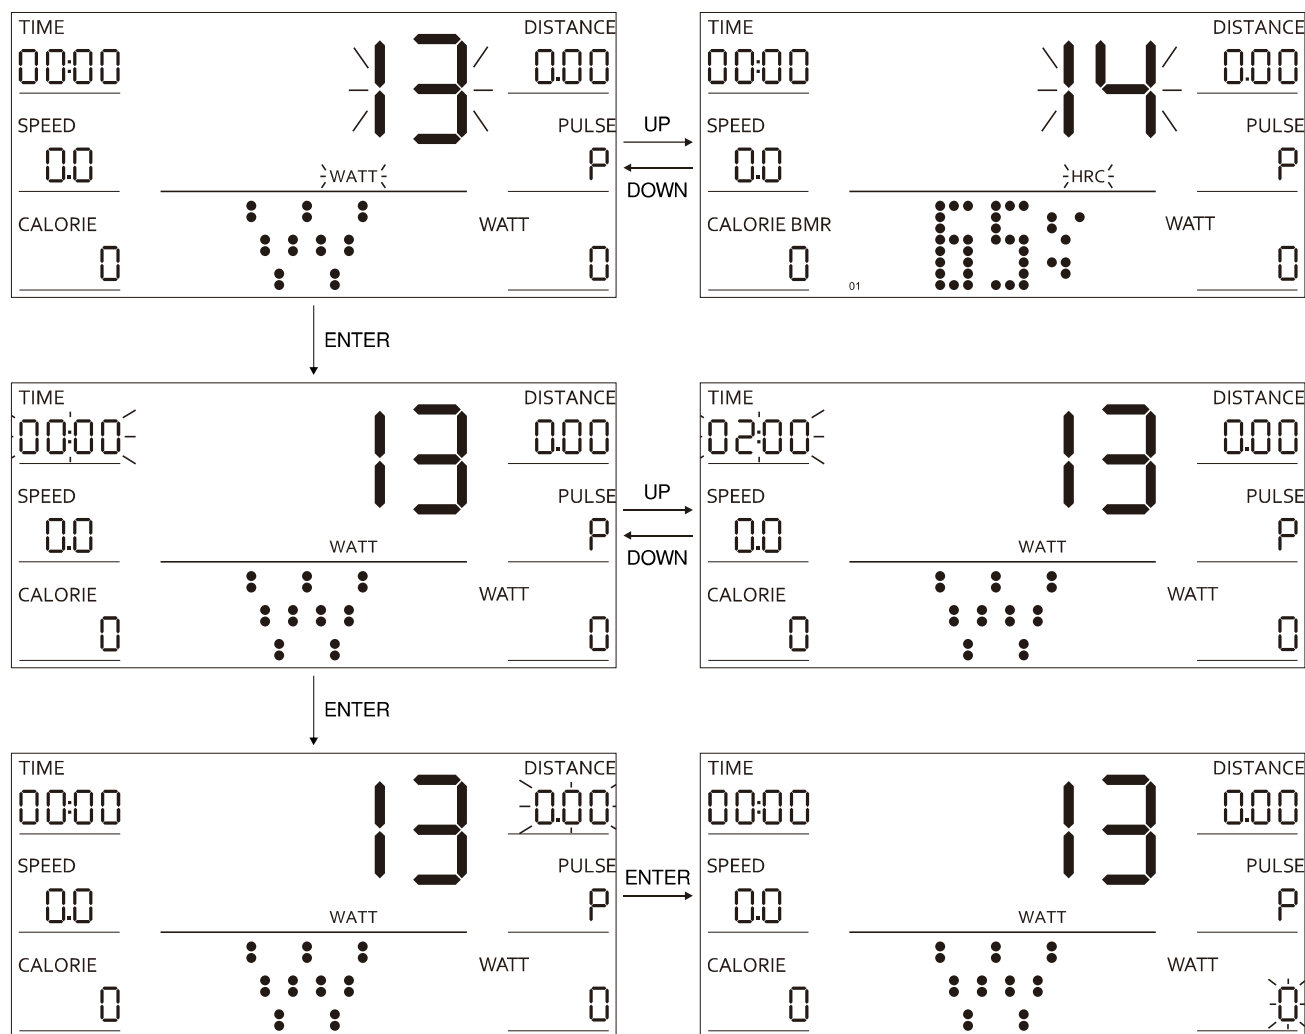 TIME 13 DISTANCE
00:00 0.00
SPEED PULSE
0.0 P
WATT
CALORIE W WATT
0 0
UP
DOWN
TIME 14 DISTANCE
00:00 0.00
SPEED PULSE
0.0 P
HRC
CALORIE BMR 65% WATT
0 01 0
ENTER
TIME 13 DISTANCE
00:00 0.00
SPEED PULSE
0.0 P
WATT
CALORIE W WATT
0 0
UP
DOWN
TIME 13 DISTANCE
02:00 0.00
SPEED PULSE
0.0 P
WATT
CALORIE W WATT
0 0
ENTER
TIME 13 DISTANCE
00:00 0.00
SPEED PULSE
0.0 P
WATT
CALORIE W WATT
0 0
ENTER
TIME 13 DISTANCE
00:00 0.00
SPEED PULSE
0.0 P
WATT
CALORIE W WATT
0 0